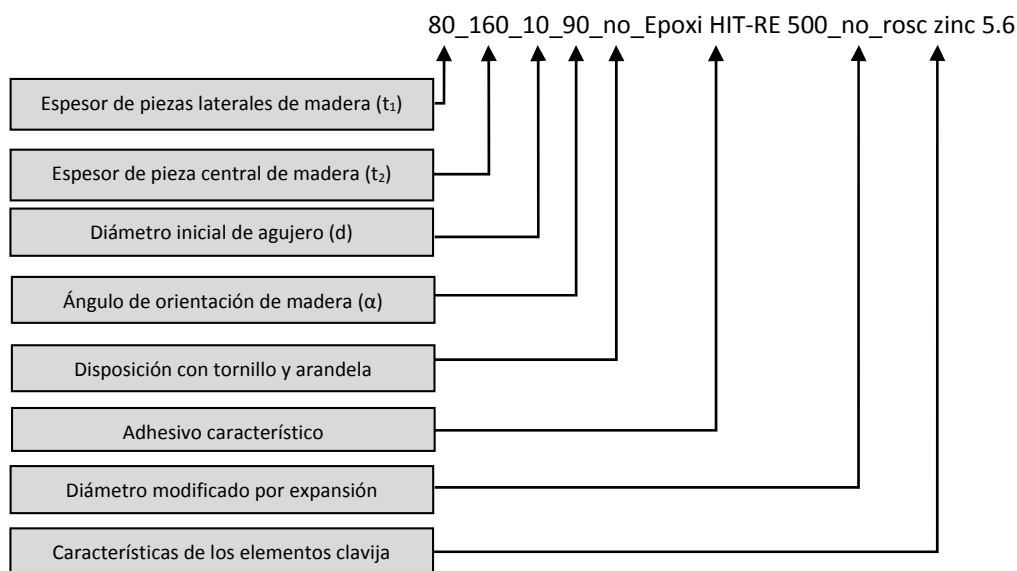 80_160_10_90_no_Epoxi HIT-RE 500_no_rosc zinc 5.6
Espesor de piezas laterales de madera (t₁)
Espesor de pieza central de madera (t₂)
Diámetro inicial de agujero (d)
Ángulo de orientación de madera (α)
Disposición con tornillo y arandela
Adhesivo característico
Diámetro modificado por expansión
Características de los elementos clavija